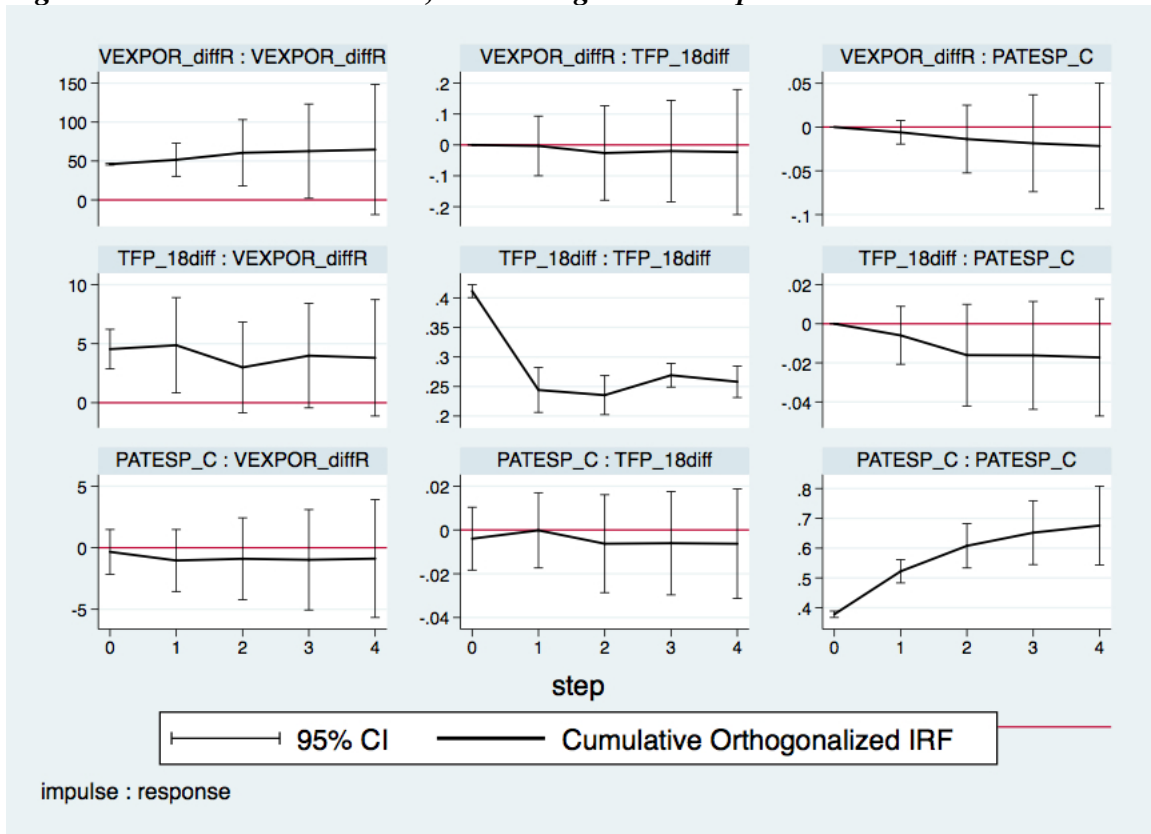 VEXPOR_diffR : VEXPOR_diffR VEXPOR_diffR : TFP_18diff VEXPOR_diffR : PATESP_C
150 .2 .05
100 .1 0
50 0 -.05
0 -.1 -.1
-.2
TFP_18diff : VEXPOR_diffR TFP_18diff : TFP_18diff TFP_18diff : PATESP_C
10 .4 .02
5 .35 0
0 .3 -.02
.25 -.04
.2
PATESP_C : VEXPOR_diffR PATESP_C : TFP_18diff PATESP_C : PATESP_C
5 .02 .8
0 0 .7
-5 -.02 .6
-.04 .5
.4
0 1 2 3 4 0 1 2 3 4 0 1 2 3 4
step
95% CI Cumulative Orthogonalized IRF
impulse : response